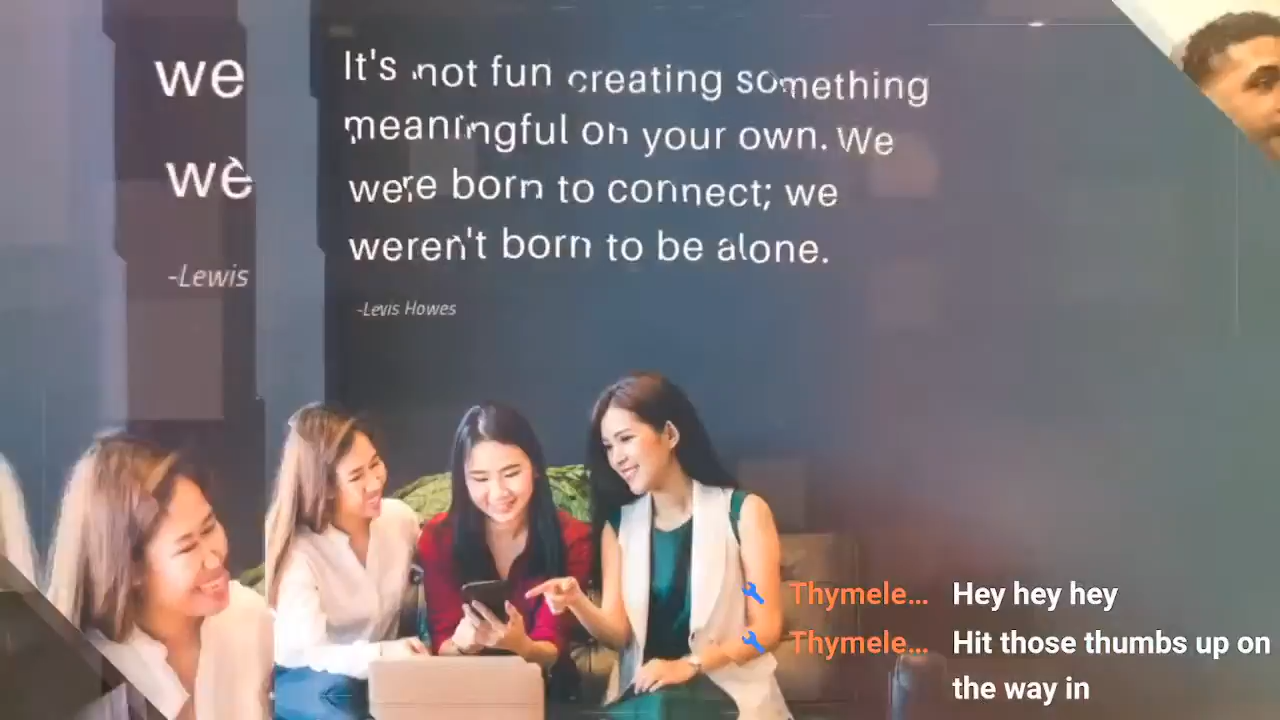 we
we
-Lewis
It's not fun creating something
meaningful on your own. We
were born to connect; we
weren't born to be alone.
-Lewis Howes
Thymele... Hey hey hey
Thymele... Hit those thumbs up on
the way in